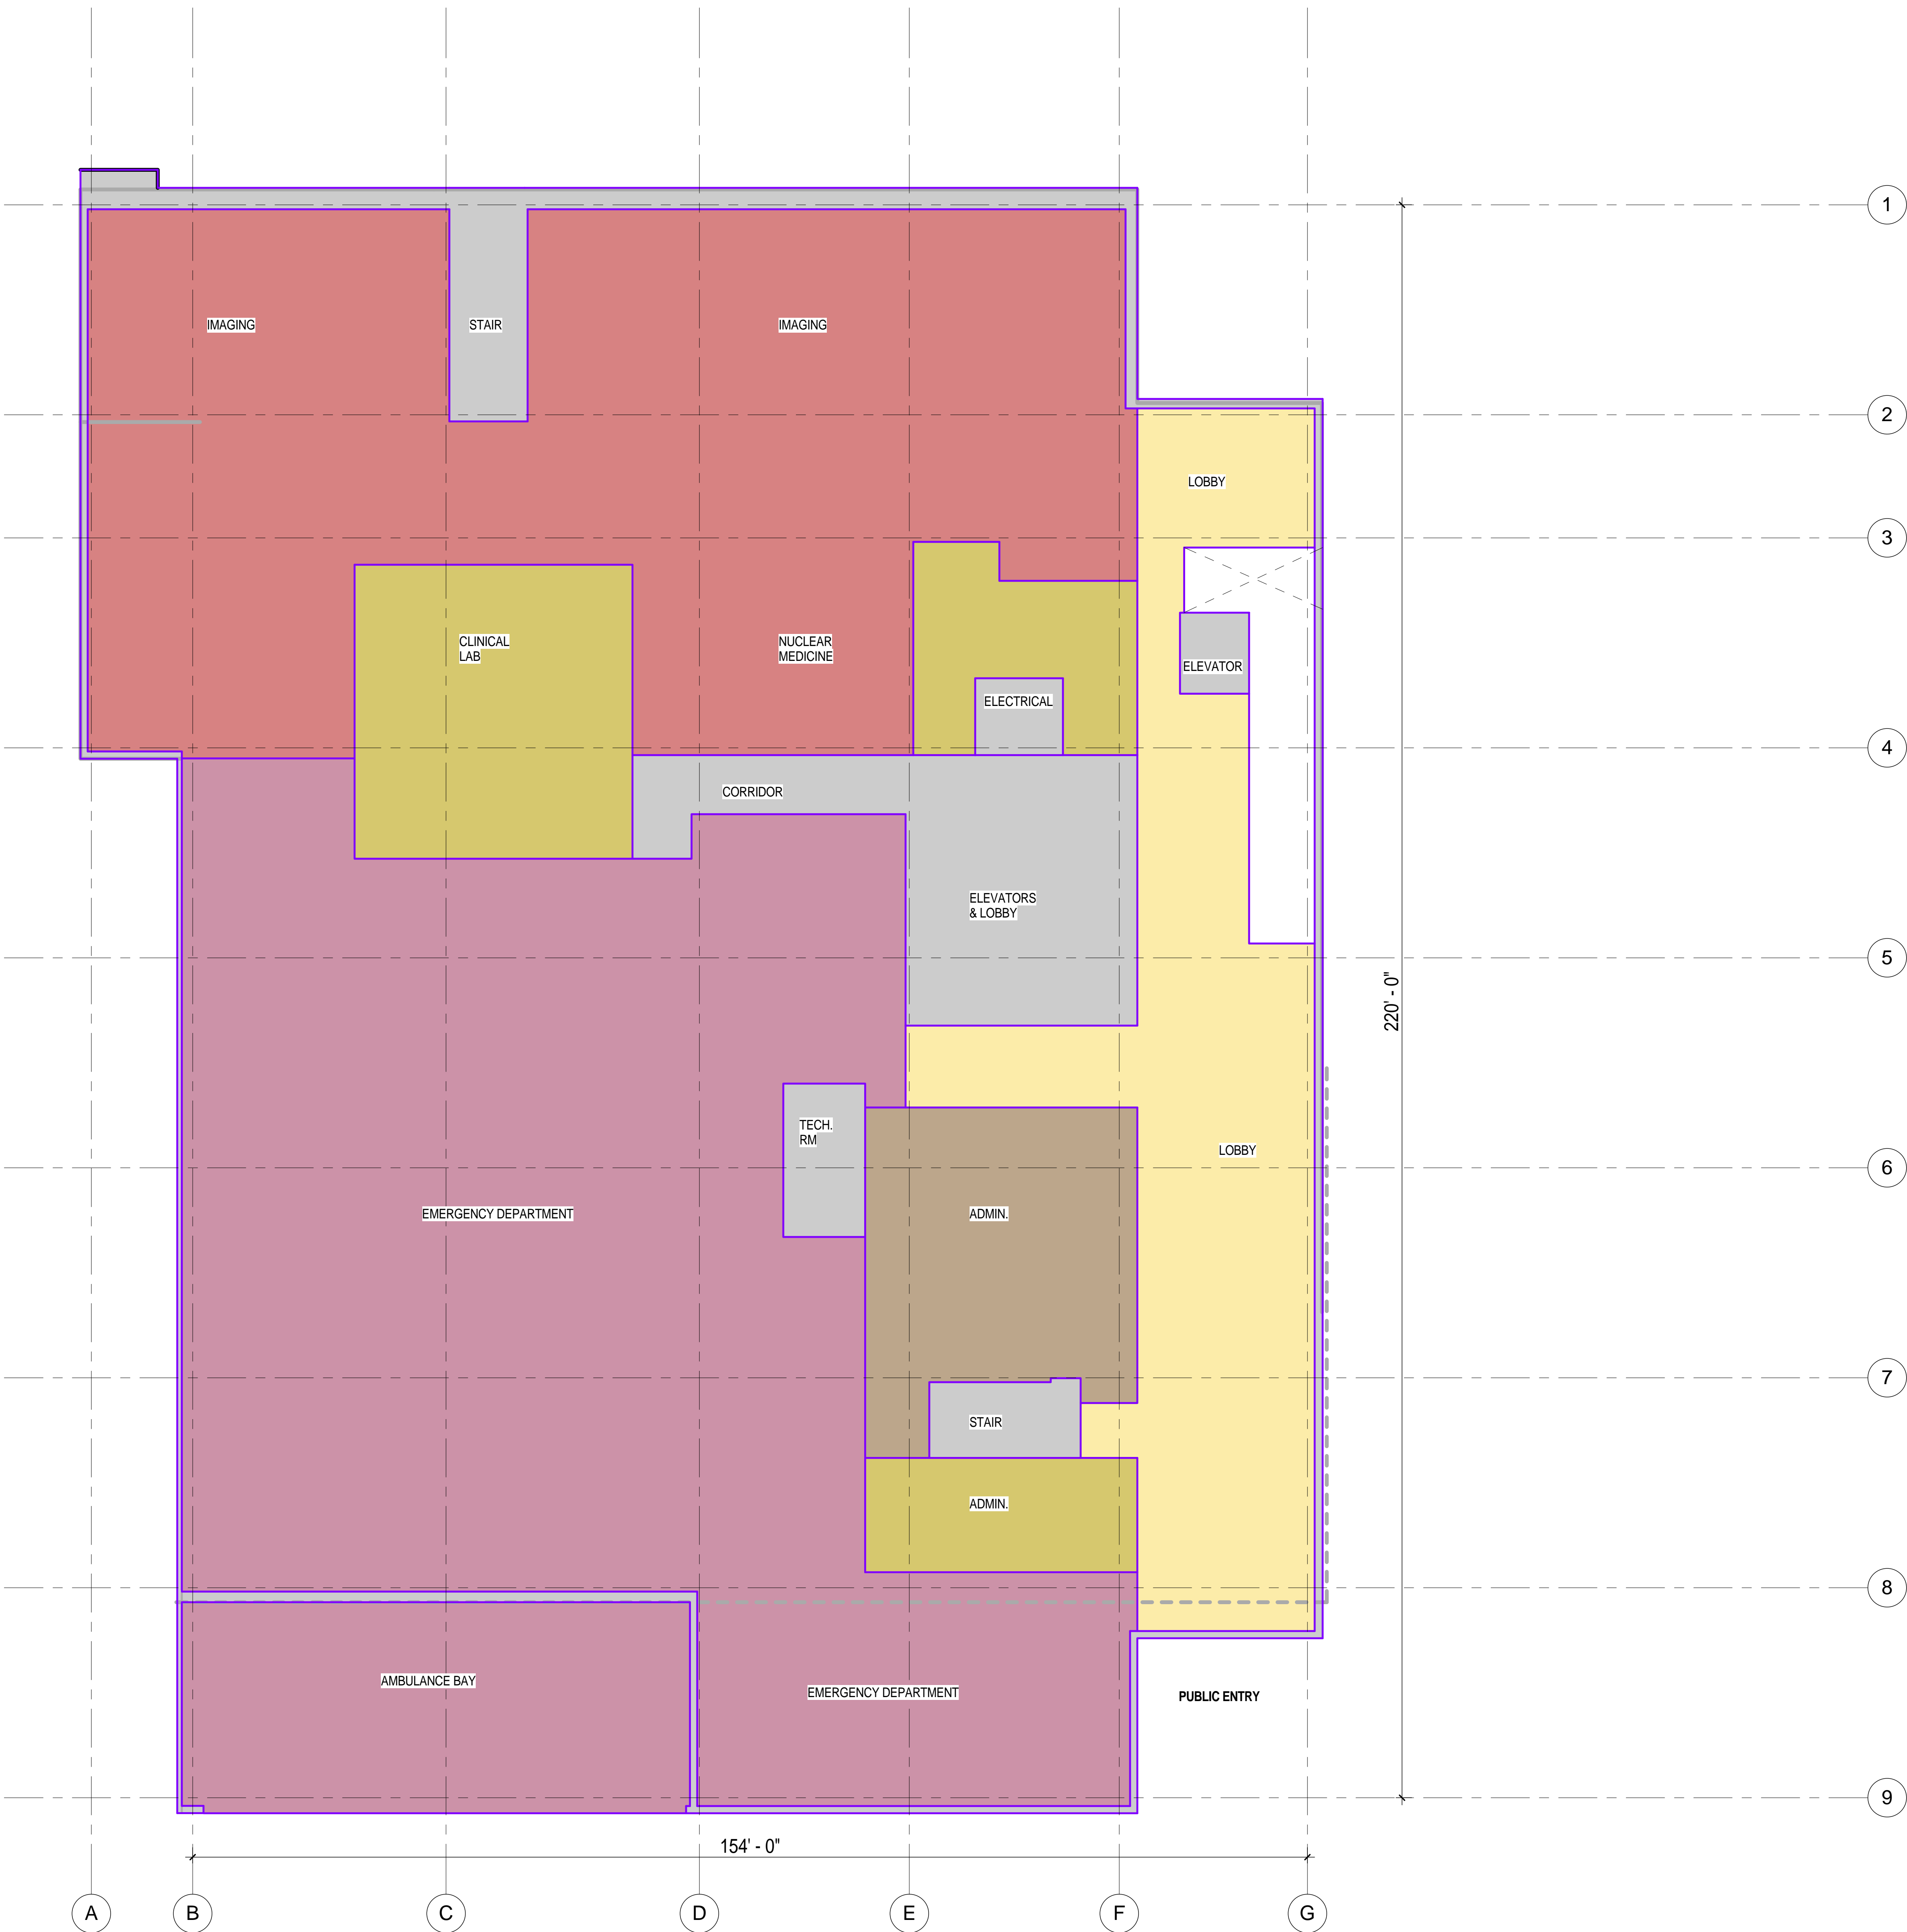 1
IMAGING
STAIR
IMAGING
2
LOBBY
3
CLINICAL
LAB
NUCLEAR
MEDICINE
ELEVATOR
ELECTRICAL
4
CORRIDOR
ELEVATORS
& LOBBY
5
220' - 0"
TECH.
RM
LOBBY
6
EMERGENCY DEPARTMENT
ADMIN.
7
STAIR
ADMIN.
8
AMBULANCE BAY
EMERGENCY DEPARTMENT
PUBLIC ENTRY
9
154' - 0"
A
B
C
D
E
F
G